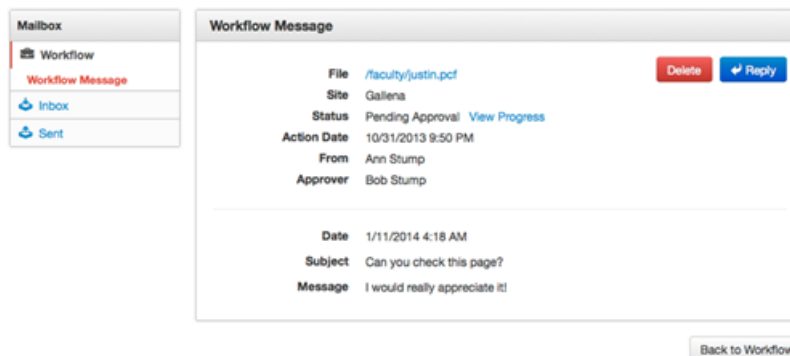 Mailbox
Workflow
Workflow Message
Inbox
Sent
Workflow Message
Delete
Reply
File /faculty/justin.pcf
Site Gallena
Status Pending Approval View Progress
Action Date 10/31/2013 9:50 PM
From Ann Stump
Approver Bob Stump
Date 1/11/2014 4:18 AM
Subject Can you check this page?
Message I would really appreciate it!
Back to Workflow